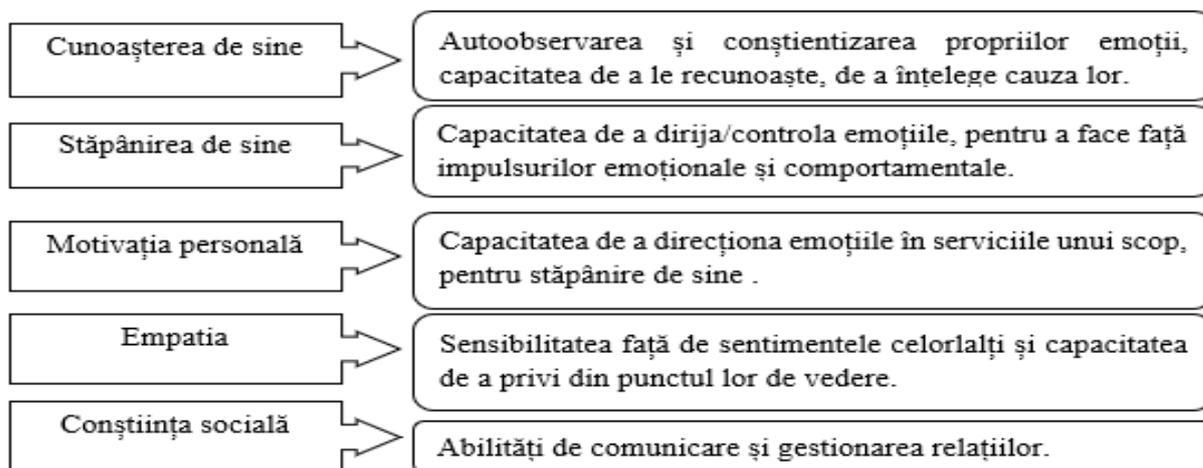 Cunoașterea de sine
Autoobservarea și conștientizarea propriilor emoții,
capacitatea de a le recunoaște, de a înțelege cauza lor.
Stăpânirea de sine
Capacitatea de a dirija/controla emoțiile, pentru a face față
impulsurilor emoționale și comportamentale.
Motivația personală
Capacitatea de a direcționa emoțiile în serviciile unui scop,
pentru stăpânire de sine .
Empatia
Sensibilitatea față de sentimentele celorlalți și capacitatea
de a privi din punctul lor de vedere.
Conștiința socială
Abilități de comunicare și gestionarea relațiilor.